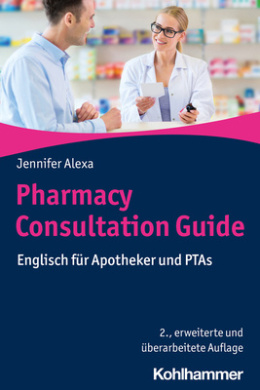 Jennifer Alexa
Pharmacy
Consultation Guide
Englisch für Apotheker und PTAs
2., erweiterte und
überarbeitete Auflage
Kohlhammer